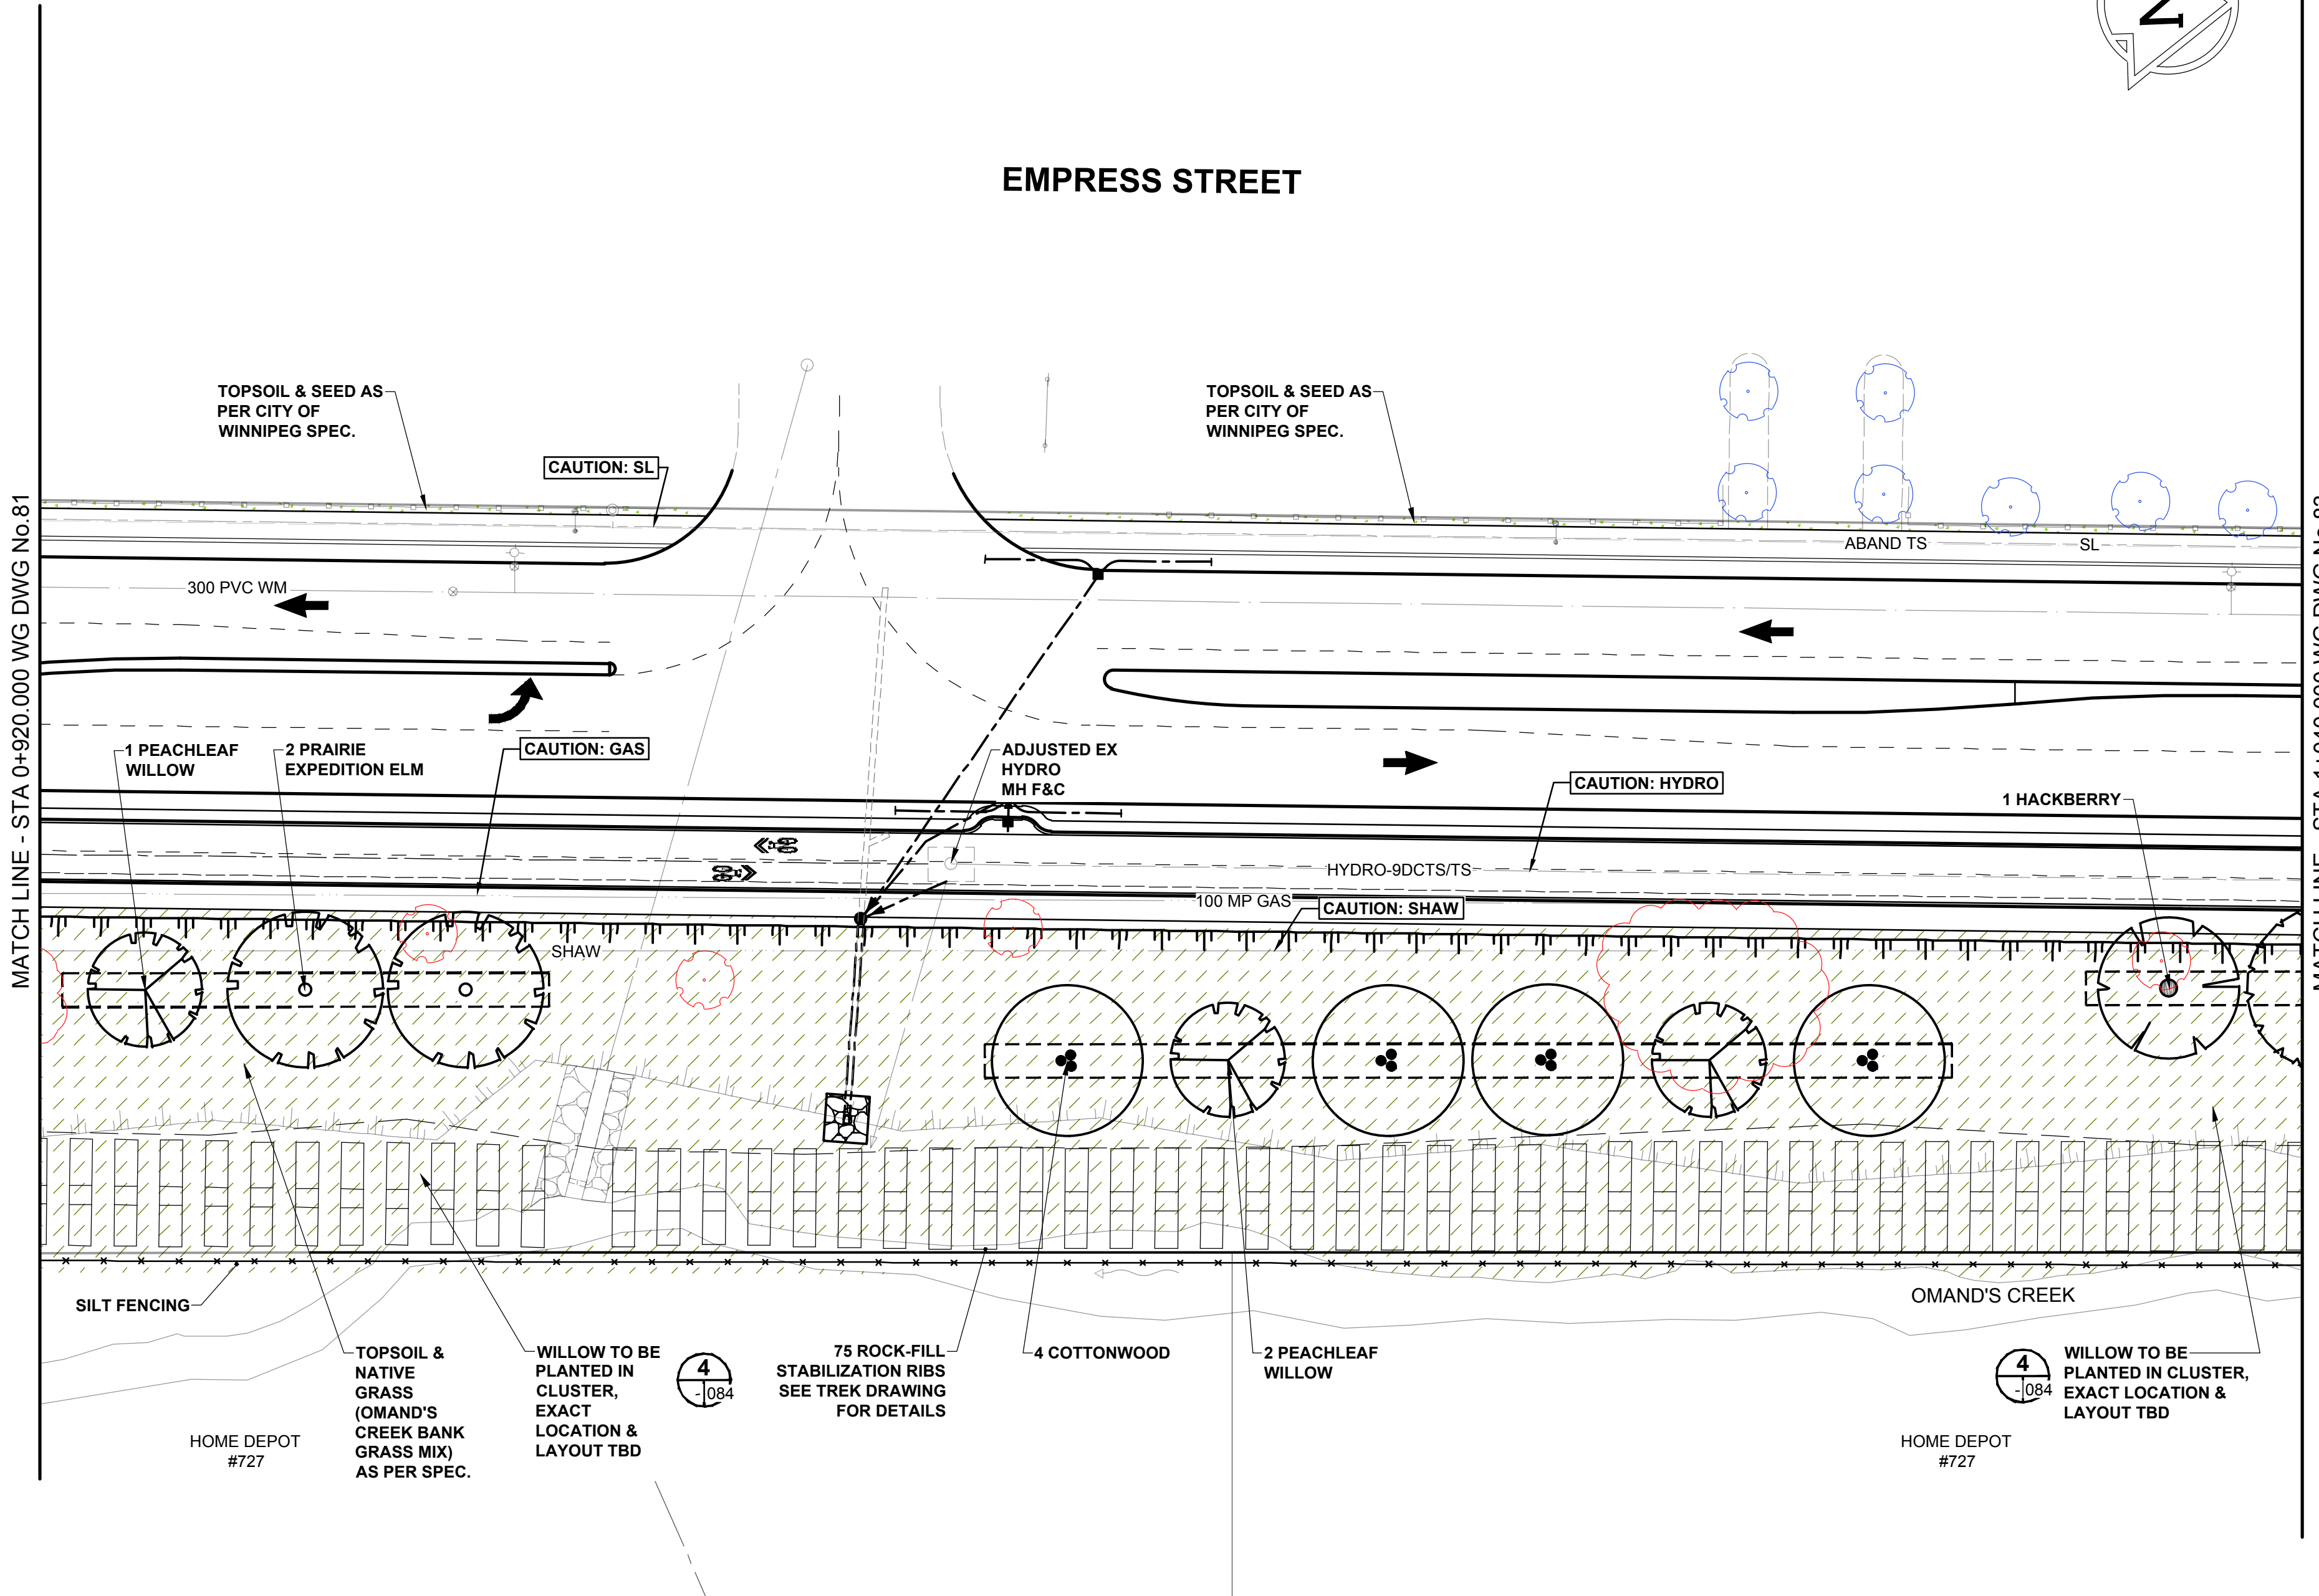 N
EMPRESS STREET
TOPSOIL & SEED AS
PER CITY OF
WINNIPEG SPEC.
TOPSOIL & SEED AS
PER CITY OF
WINNIPEG SPEC.
CAUTION: SL
MATCH LINE - STA 0+920.000 WG DWG No.81
ABAND TS
SL
300 PVC WM
1 PEACHLEAF
WILLOW
2 PRAIRIE
EXPEDITION ELM
CAUTION: GAS
ADJUSTED EX
HYDRO
MH F&C
CAUTION: HYDRO
1 HACKBERRY
HYDRO-9DCTS/TS
100 MP GAS
CAUTION: SHAW
SHAW
OMAND'S CREEK
SILT FENCING
TOPSOIL &
NATIVE
GRASS
(OMAND'S
CREEK BANK
GRASS MIX)
AS PER SPEC.
WILLOW TO BE
PLANTED IN
CLUSTER,
EXACT
LOCATION &
LAYOUT TBD
4
- 084
75 ROCK-FILL
STABILIZATION RIBS
SEE TREK DRAWING
FOR DETAILS
4 COTTONWOOD
2 PEACHLEAF
WILLOW
4
- 084
WILLOW TO BE
PLANTED IN CLUSTER,
EXACT LOCATION &
LAYOUT TBD
HOME DEPOT
#727
HOME DEPOT
#727